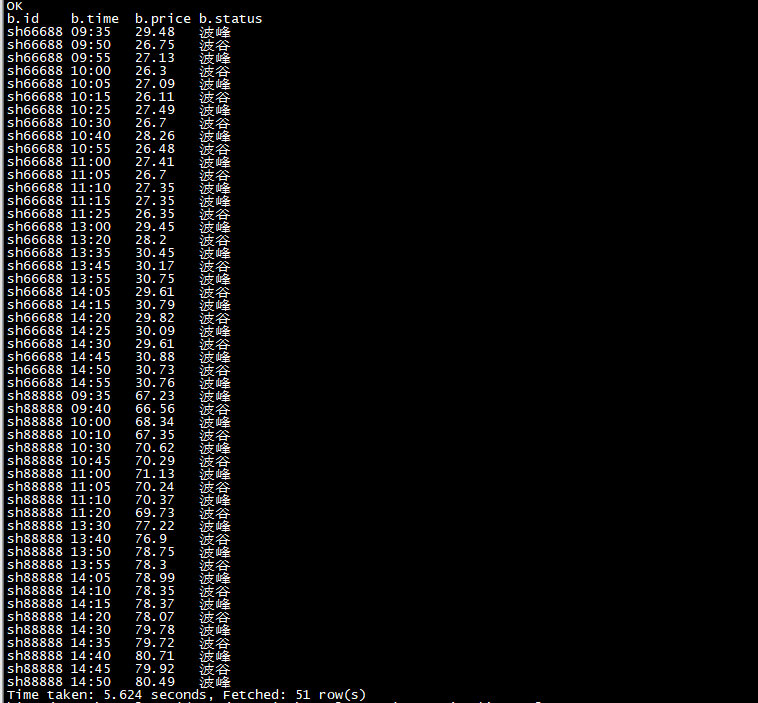 OK
b.id b.time b.price b.status
sh66688 09:35 29.48 波峰
sh66688 09:50 26.75 波谷
sh66688 09:55 27.13 波峰
sh66688 10:00 26.3 波谷
sh66688 10:05 27.09 波峰
sh66688 10:15 26.11 波谷
sh66688 10:25 27.49 波峰
sh66688 10:30 26.7 波谷
sh66688 10:40 28.26 波峰
sh66688 10:55 26.48 波谷
sh66688 11:00 27.41 波峰
sh66688 11:05 26.7 波谷
sh66688 11:10 27.35 波峰
sh66688 11:15 27.35 波峰
sh66688 11:25 26.35 波谷
sh66688 13:00 29.45 波峰
sh66688 13:20 28.2 波谷
sh66688 13:35 30.45 波峰
sh66688 13:45 30.17 波谷
sh66688 13:55 30.75 波峰
sh66688 14:05 29.61 波谷
sh66688 14:15 30.79 波峰
sh66688 14:20 29.82 波谷
sh66688 14:25 30.09 波峰
sh66688 14:30 29.61 波谷
sh66688 14:45 30.88 波峰
sh66688 14:50 30.73 波谷
sh66688 14:55 30.76 波峰
sh88888 09:35 67.23 波峰
sh88888 09:40 66.56 波谷
sh88888 10:00 68.34 波峰
sh88888 10:10 67.35 波谷
sh88888 10:30 70.62 波峰
sh88888 10:45 70.29 波谷
sh88888 11:00 71.13 波峰
sh88888 11:05 70.24 波谷
sh88888 11:10 70.37 波峰
sh88888 11:20 69.73 波谷
sh88888 13:30 77.22 波峰
sh88888 13:40 76.9 波谷
sh88888 13:50 78.75 波峰
sh88888 13:55 78.3 波谷
sh88888 14:05 78.99 波峰
sh88888 14:10 78.35 波谷
sh88888 14:15 78.37 波峰
sh88888 14:20 78.07 波谷
sh88888 14:30 79.78 波峰
sh88888 14:35 79.72 波谷
sh88888 14:40 80.71 波峰
sh88888 14:45 79.92 波谷
sh88888 14:50 80.49 波峰
Time taken: 5.624 seconds, Fetched: 51 row(s)